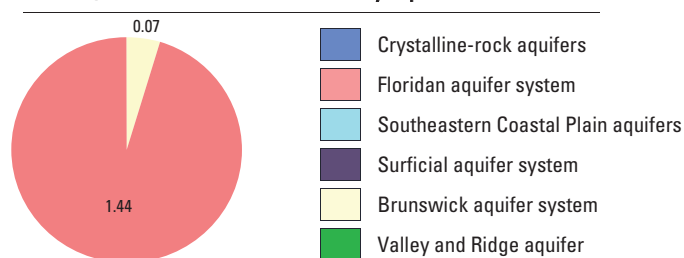 0.07
1.44
Crystalline-rock aquifers
Floridan aquifer system
Southeastern Coastal Plain aquifers
Surficial aquifer system
Brunswick aquifer system
Valley and Ridge aquifer